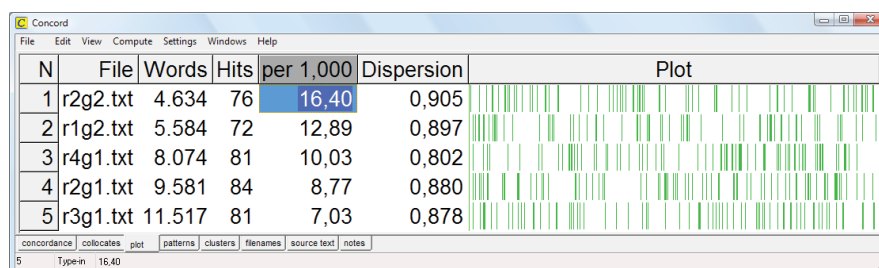 Concord
File Edit View Compute Settings Windows Help
N File Words Hits per 1,000 Dispersion Plot
1 r2g2.txt 4.634 76 16,40 0,905
2 r1g2.txt 5.584 72 12,89 0,897
3 r4g1.txt 8.074 81 10,03 0,802
4 r2g1.txt 9.581 84 8,77 0,880
5 r3g1.txt 11.517 81 7,03 0,878
concordance collocates plot patterns clusters filenames source text notes
5 Type-in 16,40